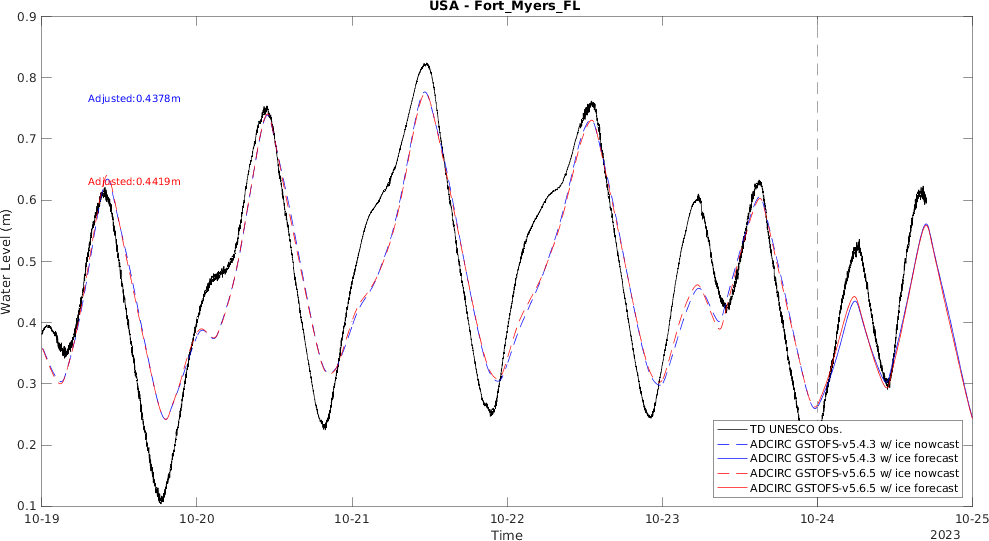 USA - Fort_Myers_FL
0.9
0.8
0.7
0.6
0.5
0.4
0.3
0.2
0.1
Water Level (m)
Adjusted:0.4378m
Adjusted:0.4419m
TD UNESCO Obs.
ADCIRC GSTOFS-v5.4.3 w/ ice nowcast
ADCIRC GSTOFS-v5.4.3 w/ ice forecast
ADCIRC GSTOFS-v5.6.5 w/ ice nowcast
ADCIRC GSTOFS-v5.6.5 w/ ice forecast
10-19 10-20 10-21 10-22 10-23 10-24 10-25
Time
2023